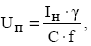 Uп = Iн · γ / C · f ,